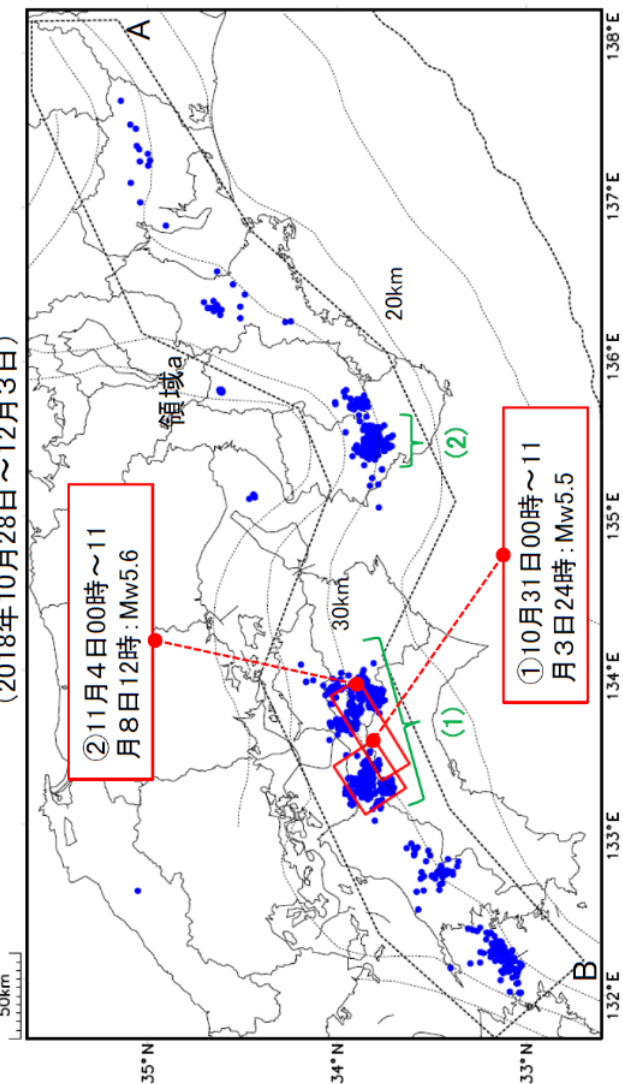 (2018年10月28日~12月3日)
50km
A
領域a
20km
②11月4日00時~11
月8日12時:Mw5.6
30km
(2)
①10月31日00時~11
月3日24時:Mw5.5
(1)
B
35°N
34°N
33°N
132°E
133°E
134°E
135°E
136°E
137°E
138°E